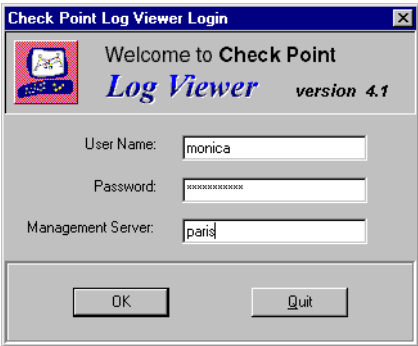 Check Point Log Viewer Login
Welcome to Check Point
Log Viewer version 4.1
User Name: monica
Password: ***********
Management Server: paris
OK Quit